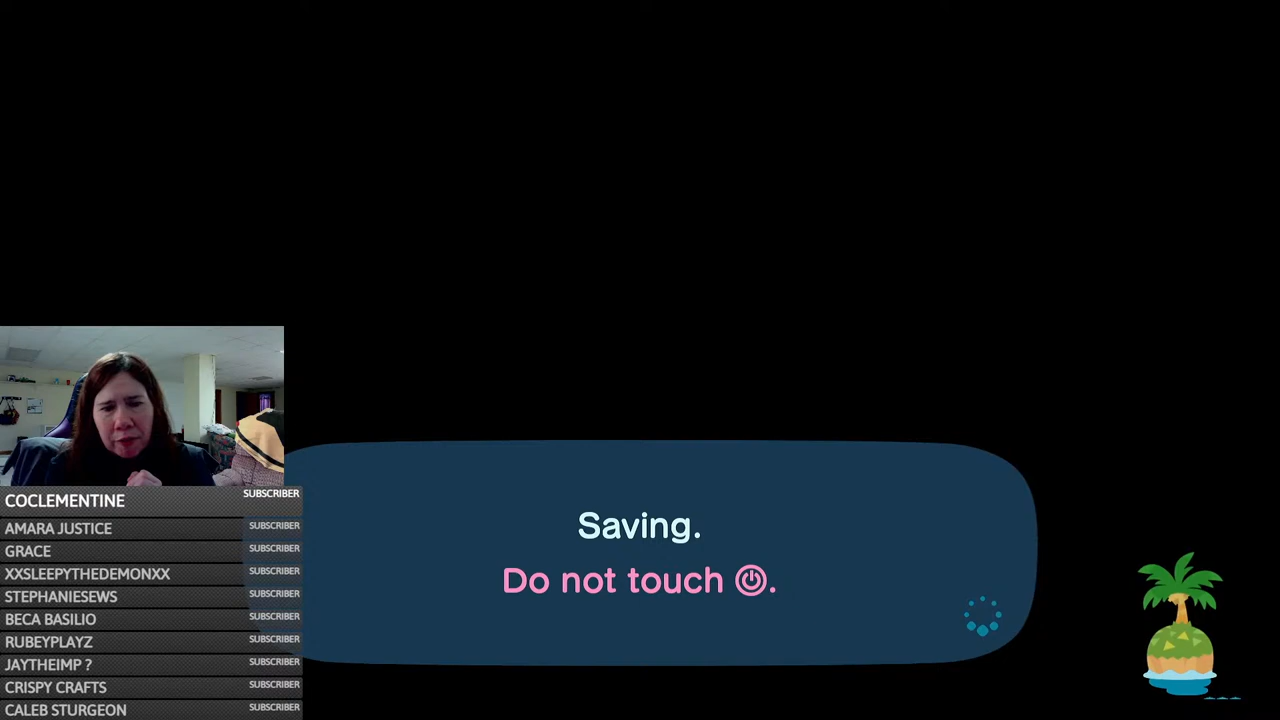 Saving.
Do not touch ⏻.
COCLEMENTINE SUBSCRIBER
AMARA JUSTICE SUBSCRIBER
GRACE SUBSCRIBER
XXSLEEPYTHEDEMONXX SUBSCRIBER
STEPHANIESEWS SUBSCRIBER
BECA BASILIO SUBSCRIBER
RUBEYPLAYZ SUBSCRIBER
JAYTHEIMP ? SUBSCRIBER
CRISPY CRAFTS SUBSCRIBER
CALEB STURGEON SUBSCRIBER